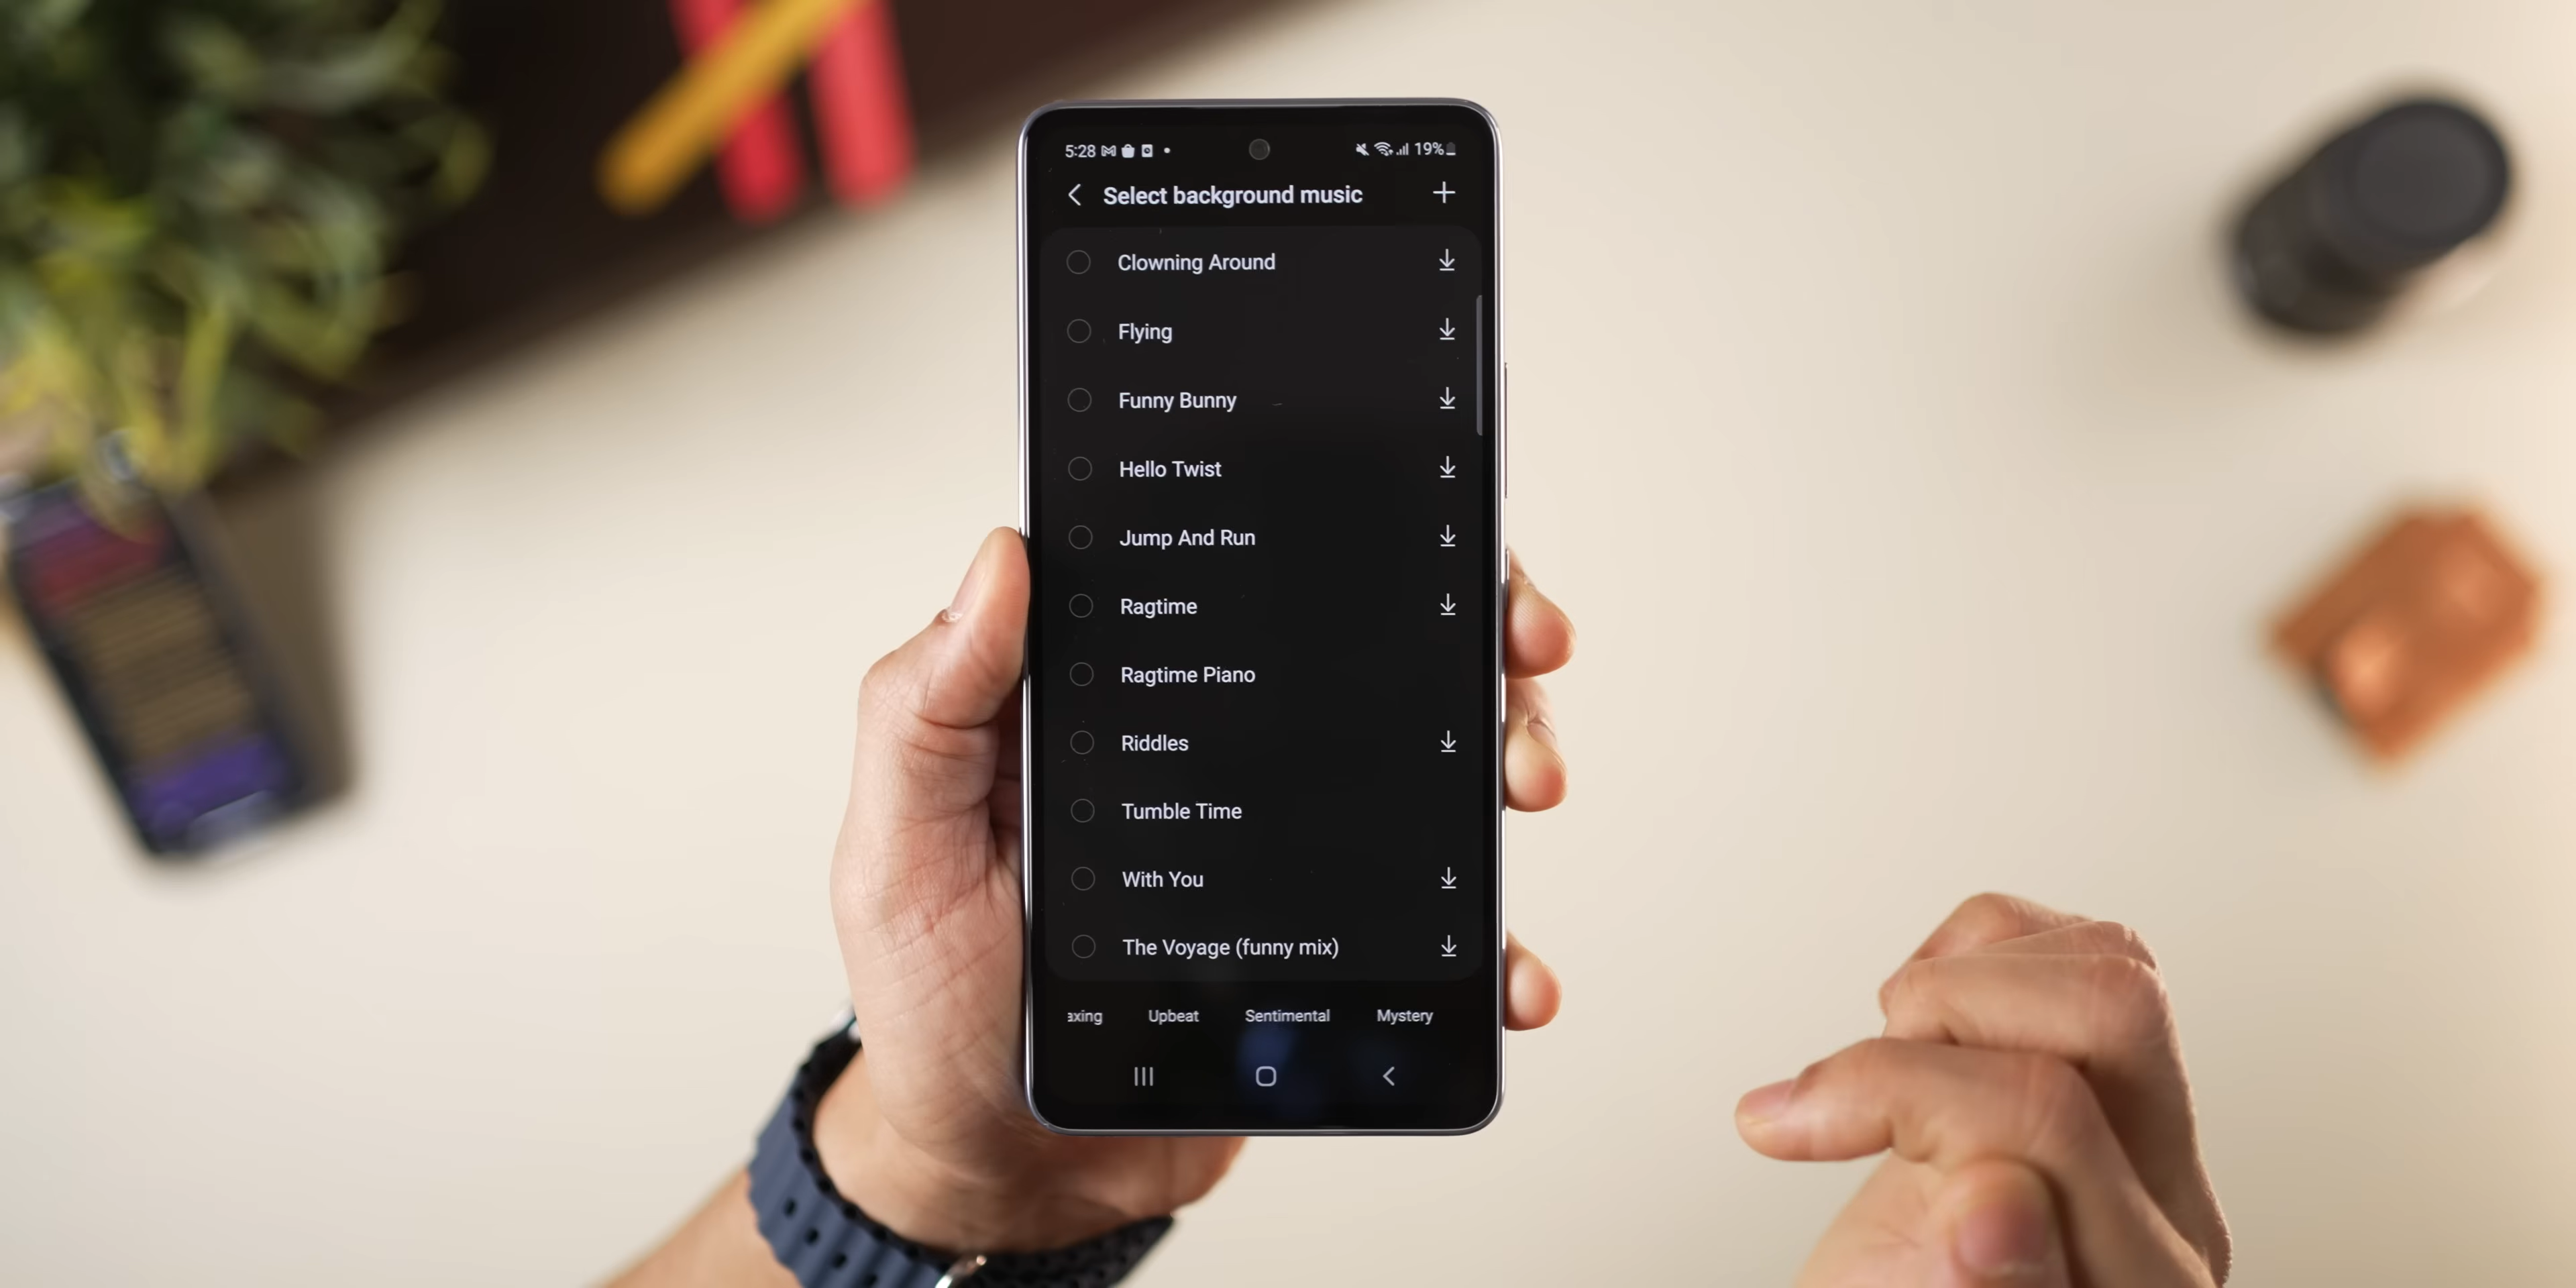 5:28 19%
Select background music
Clowning Around
Flying
Funny Bunny
Hello Twist
Jump And Run
Ragtime
Ragtime Piano
Riddles
Tumble Time
With You
The Voyage (funny mix)
axing Upbeat Sentimental Mystery